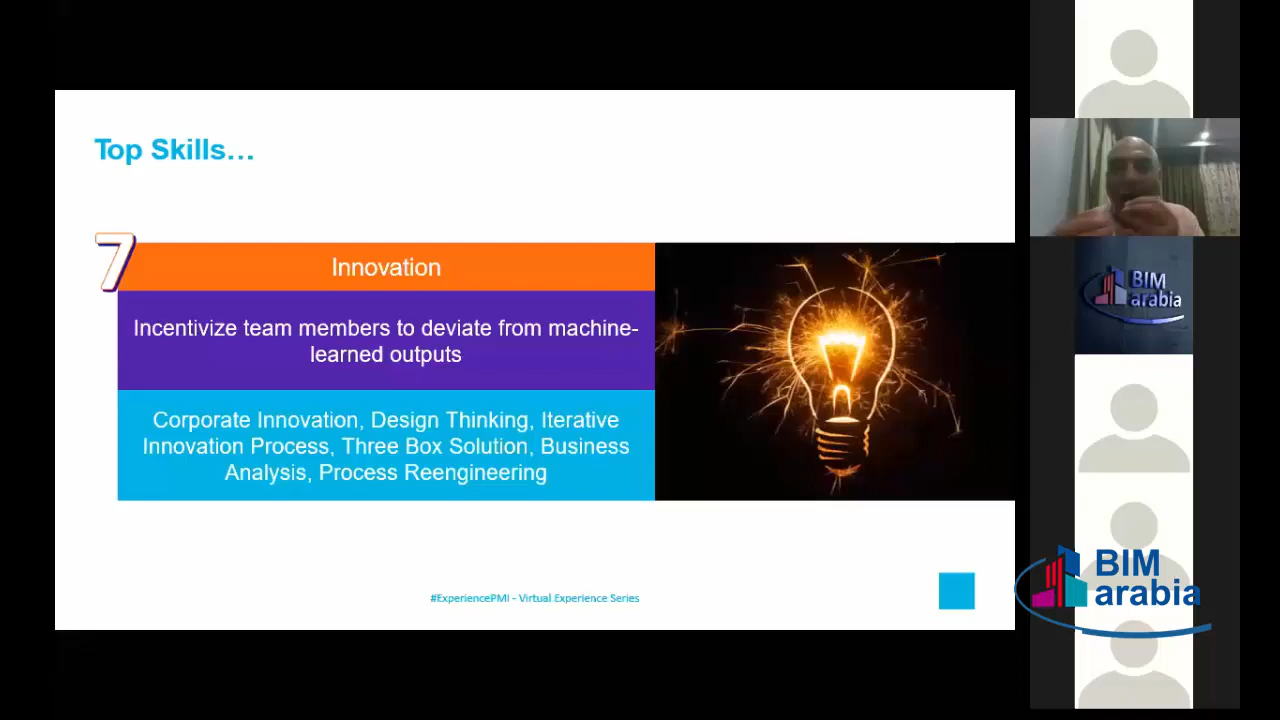 Top Skills…
7
Innovation
Incentivize team members to deviate from machine-
learned outputs
Corporate Innovation, Design Thinking, Iterative
Innovation Process, Three Box Solution, Business
Analysis, Process Reengineering
#ExperiencePMI - Virtual Experience Series
BIM
arabia
BIM
arabia